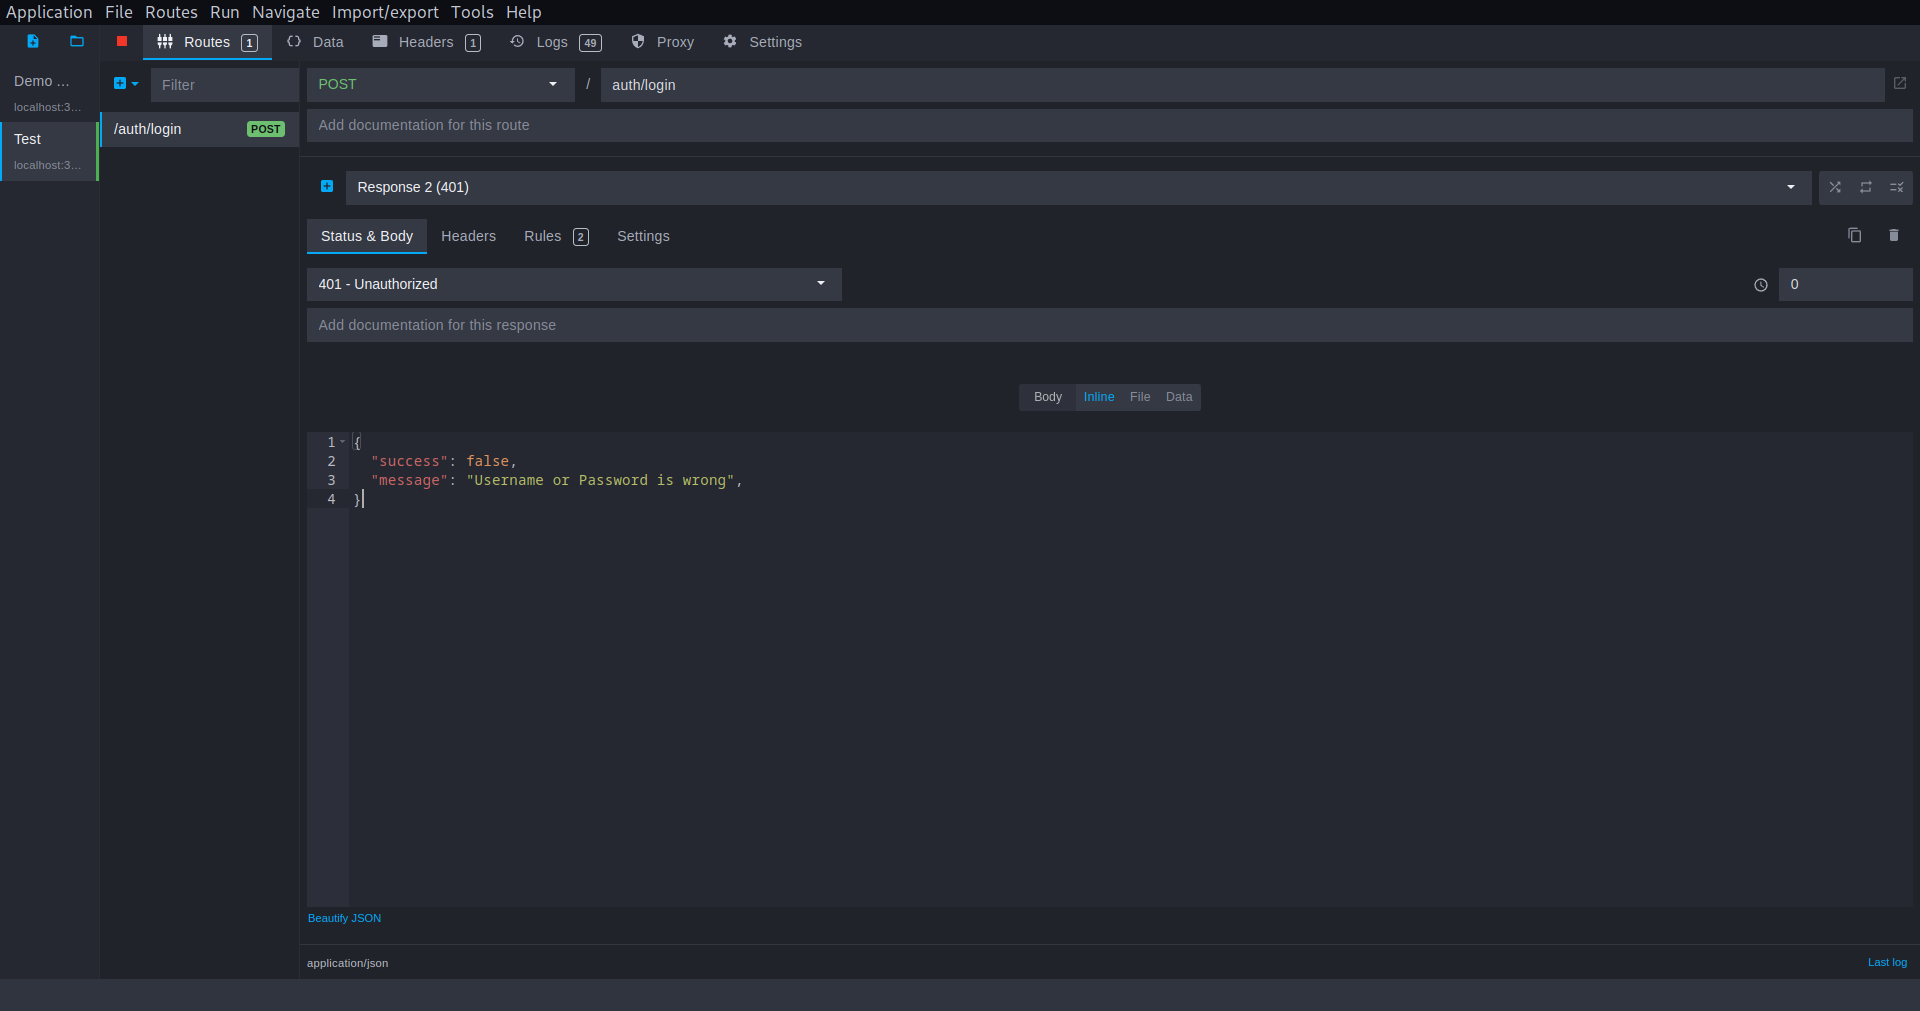 Application File Routes Run Navigate Import/export Tools Help
Routes 1 Data Headers 1 Logs 49 Proxy Settings
Demo ...
localhost:3...
Test
localhost:3...
Filter
/auth/login POST
POST / auth/login
Add documentation for this route
Response 2 (401)
Status & Body Headers Rules 2 Settings
401 - Unauthorized 0
Add documentation for this response
Body Inline File Data
1 {
2 "success": false,
3 "message": "Username or Password is wrong",
4 }
Beautify JSON
application/json Last log